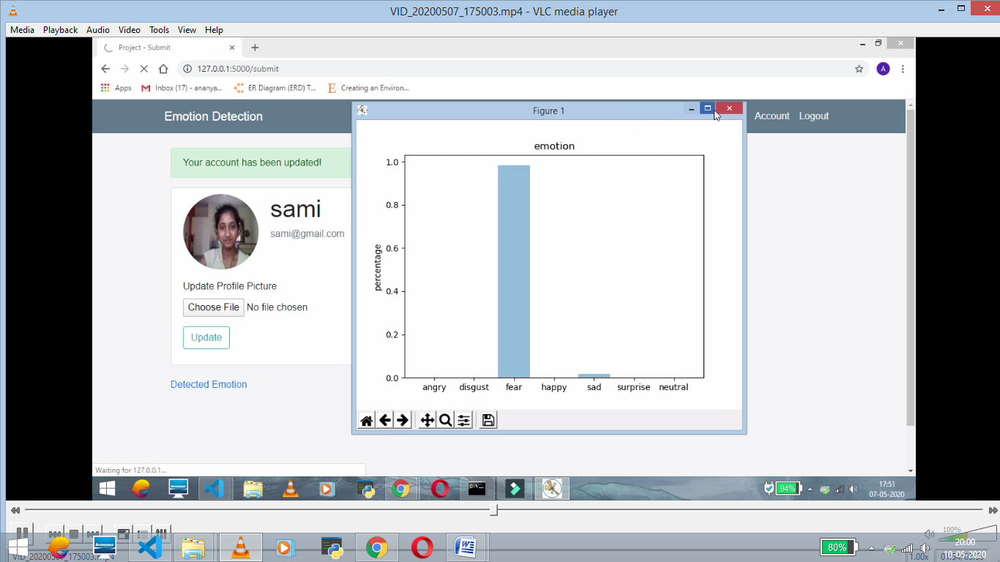 VID_20200507_175003.mp4 - VLC media player
Media Playback Audio Video Tools View Help
Project - Submit
127.0.0.1:5000/submit
A
Apps Inbox (17) - ananya... ER Diagram (ERD) T... E Creating an Environ...
Emotion Detection
Account Logout
Figure 1
Your account has been updated!
sami
sami@gmail.com
Update Profile Picture
Choose File No file chosen
Update
Detected Emotion
emotion
percentage
1.0
0.8
0.6
0.4
0.2
0.0
angry disgust fear happy sad surprise neutral
Waiting for 127.0.0.1...
lenovo
94%
17:51
07-05-2020
100%
lenovo
80%
20:00
10-05-2020
VID_20200507_175003.mp4
1.00x